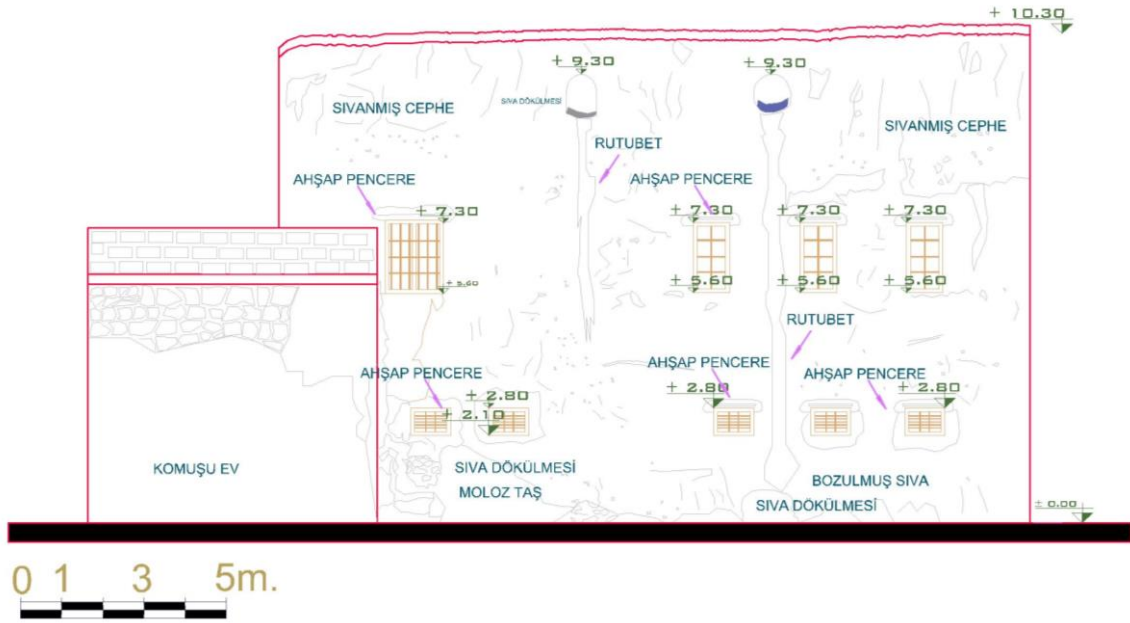 + 10.30
+ 9.30
+ 9.30
SIVANMIŞ CEPHE
SIVA DÖKÜLMESİ
SIVANMIŞ CEPHE
RUTUBET
AHŞAP PENCERE
AHŞAP PENCERE
+ 7.30
+ 7.30
+ 7.30
+ 7.30
+ 5.60
+ 5.60
+ 5.60
+ 5.60
RUTUBET
AHŞAP PENCERE
AHŞAP PENCERE
AHŞAP PENCERE
+ 2.80
+ 2.80
+ 2.80
+ 2.10
KOMUŞU EV
SIVA DÖKÜLMESİ
MOLOZ TAŞ
BOZULMUŞ SIVA
SIVA DÖKÜLMESİ
± 0.00
0 1 3 5m.